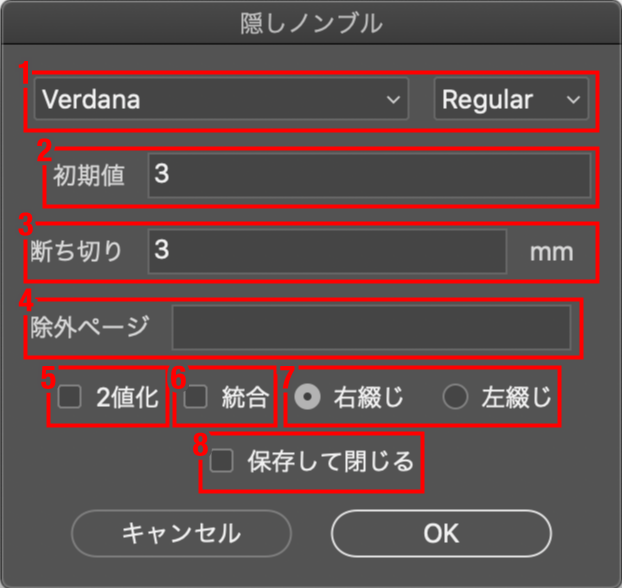 隠しノンブル
1
Verdana Regular
2
初期値 3
3
断ち切り 3 mm
4
除外ページ
5 6 7
2値化 統合 右綴じ 左綴じ
8
保存して閉じる
キャンセル OK